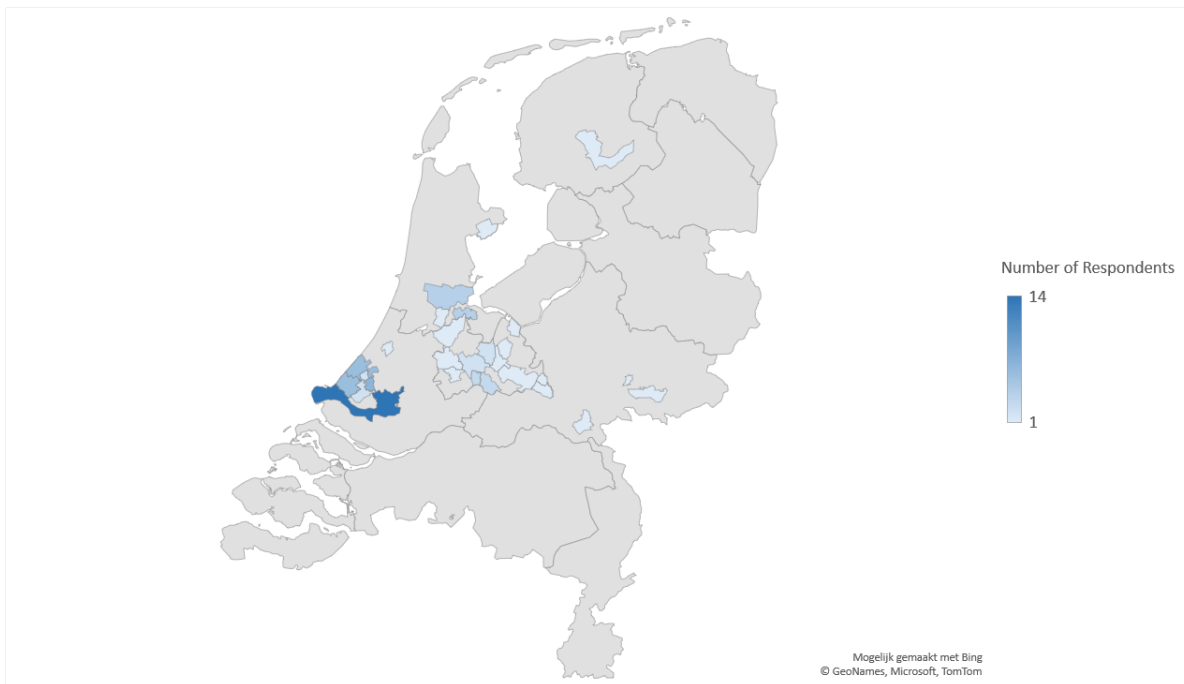 Number of Respondents
14
1
Mogelijk gemaakt met Bing
© GeoNames, Microsoft, TomTom